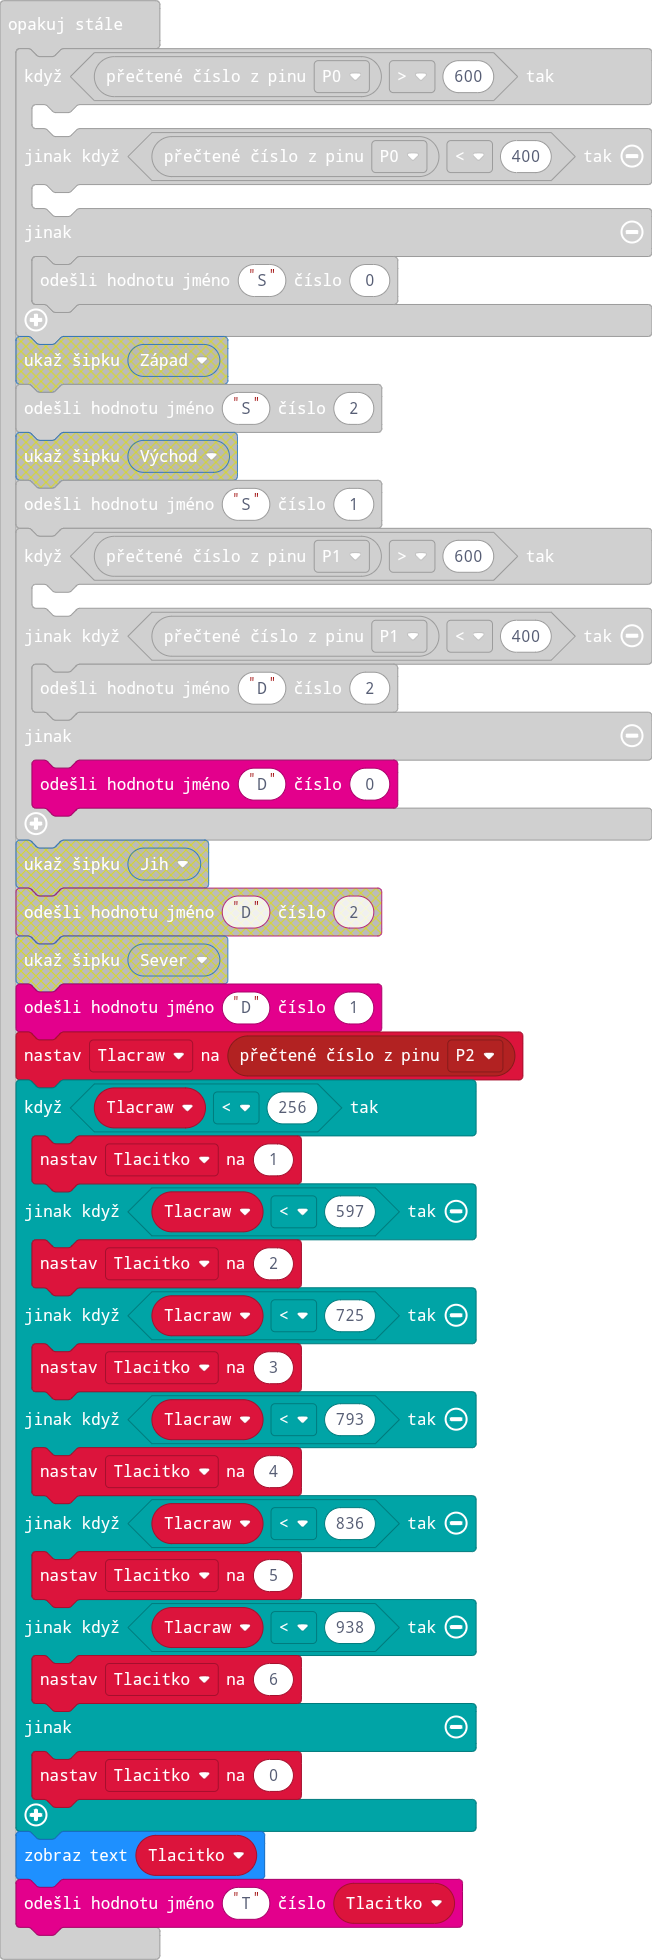 opakuj stále
když přečtené číslo z pinu P0 > 600 tak
jinak když přečtené číslo z pinu P0 < 400 tak
jinak
odešli hodnotu jméno "S" číslo 0
ukaž šipku Západ
odešli hodnotu jméno "S" číslo 2
ukaž šipku Východ
odešli hodnotu jméno "S" číslo 1
když přečtené číslo z pinu P1 > 600 tak
jinak když přečtené číslo z pinu P1 < 400 tak
odešli hodnotu jméno "D" číslo 2
jinak
odešli hodnotu jméno "D" číslo 0
ukaž šipku Jih
odešli hodnotu jméno "D" číslo 2
ukaž šipku Sever
odešli hodnotu jméno "D" číslo 1
nastav Tlacraw na přečtené číslo z pinu P2
když Tlacraw < 256 tak
nastav Tlacitko na 1
jinak když Tlacraw < 597 tak
nastav Tlacitko na 2
jinak když Tlacraw < 725 tak
nastav Tlacitko na 3
jinak když Tlacraw < 793 tak
nastav Tlacitko na 4
jinak když Tlacraw < 836 tak
nastav Tlacitko na 5
jinak když Tlacraw < 938 tak
nastav Tlacitko na 6
jinak
nastav Tlacitko na 0
zobraz text Tlacitko
odešli hodnotu jméno "T" číslo Tlacitko